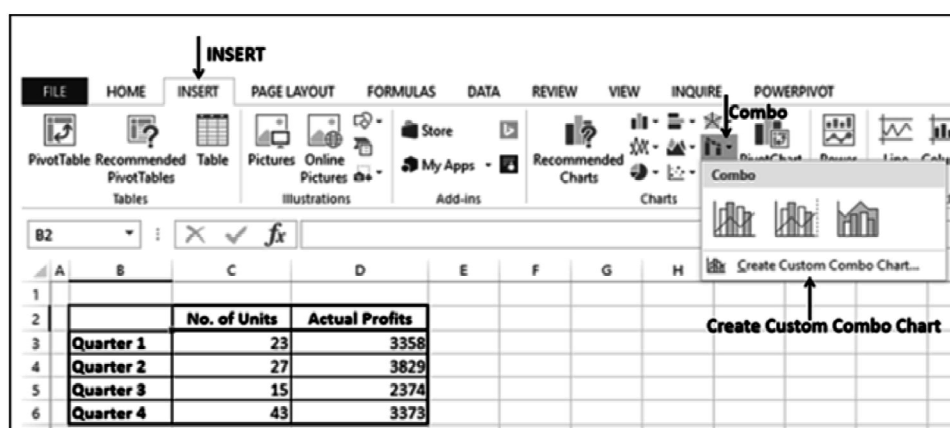 INSERT
FILE HOME INSERT PAGE LAYOUT FORMULAS DATA REVIEW VIEW INQUIRE POWERPIVOT
Combo
PivotTable Recommended PivotTables Table Pictures Online Pictures Store My Apps Recommended Charts PivotChart Power Line
Tables Illustrations Add-ins Charts
Combo
Create Custom Combo Chart...
B2 fx
A B C D E F G H
1
2 No. of Units Actual Profits
Create Custom Combo Chart
3 Quarter 1 23 3358
4 Quarter 2 27 3829
5 Quarter 3 15 2374
6 Quarter 4 43 3373